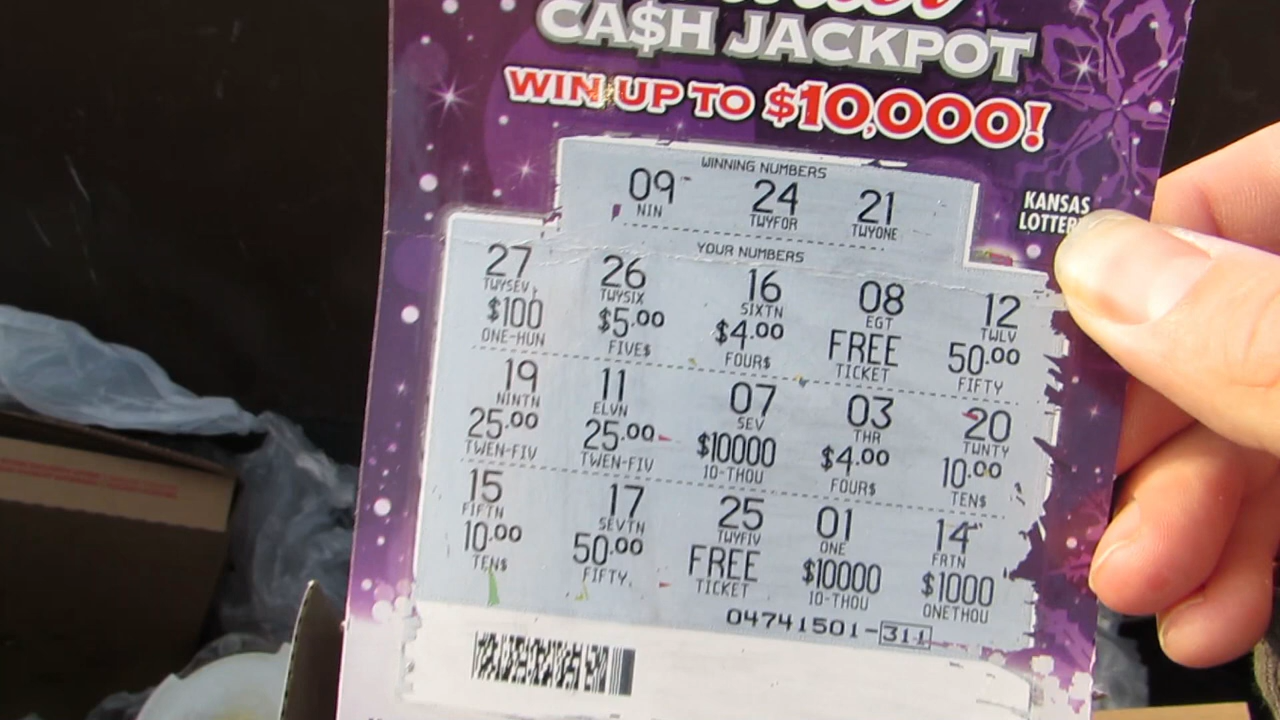 CA$H JACKPOT
WIN UP TO $10,000!
KANSAS
WINNING NUMBERS
09 24 21
NIN TWYFOR TWYONE
YOUR NUMBERS
27 26 16 08 12
TWYSEV TWYSIX SIXTN EGT TWLV
$100 $5.00 $4.00 FREE 50.00
ONE-HUN FIVE$ FOUR$ TICKET FIFTY
19 11 07 03 20
NINTN ELVN SEV THR TWNTY
25.00 25.00 $10000 $4.00 10.00
TWEN-FIV TWEN-FIV 10-THOU FOUR$ TEN$
15 17 25 01 14
FIFTN SEVTN TWYFIV ONE FRTN
10.00 50.00 FREE $10000 $1000
TEN$ FIFTY TICKET 10-THOU ONETHOU
04741501-311